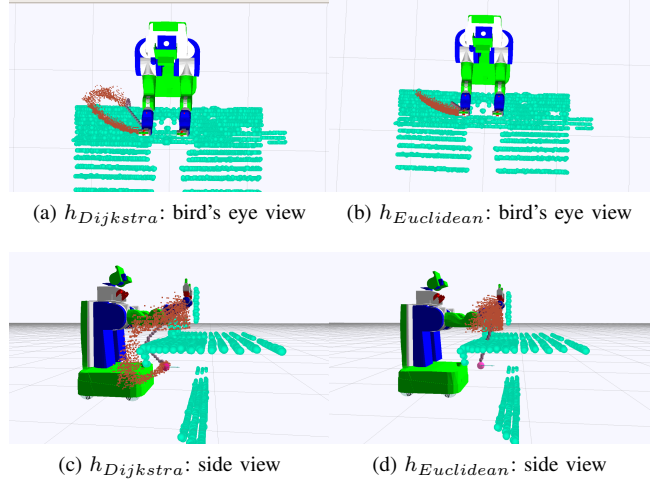 (a) h_{Dijkstra}: bird's eye view
(b) h_{Euclidean}: bird's eye view
(c) h_{Dijkstra}: side view
(d) h_{Euclidean}: side view